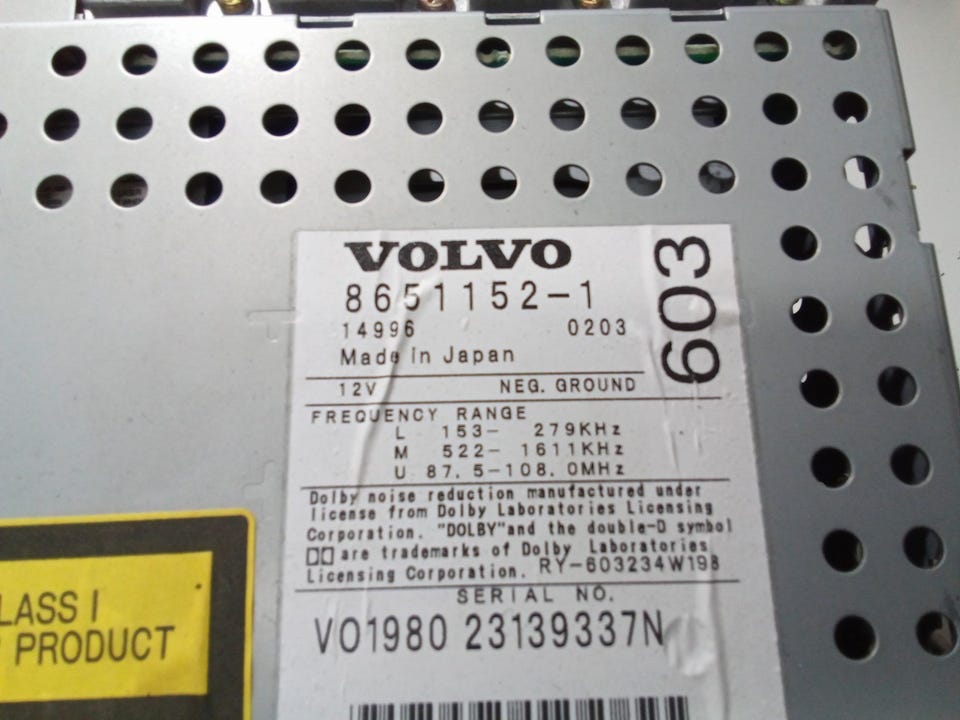 VOLVO
8651152-1
603
14996 0203
Made in Japan
12V NEG. GROUND
FREQUENCY RANGE
L 153- 279KHz
M 522- 1611KHz
U 87.5-108.0MHz
Dolby noise reduction manufactured under
license from Dolby Laboratories Licensing
Corporation. "DOLBY"and the double-D symbol
are trademarks of Dolby Laboratories
Licensing Corporation. RY-603234W198
SERIAL NO.
VO1980 23139337N
LASS I
PRODUCT